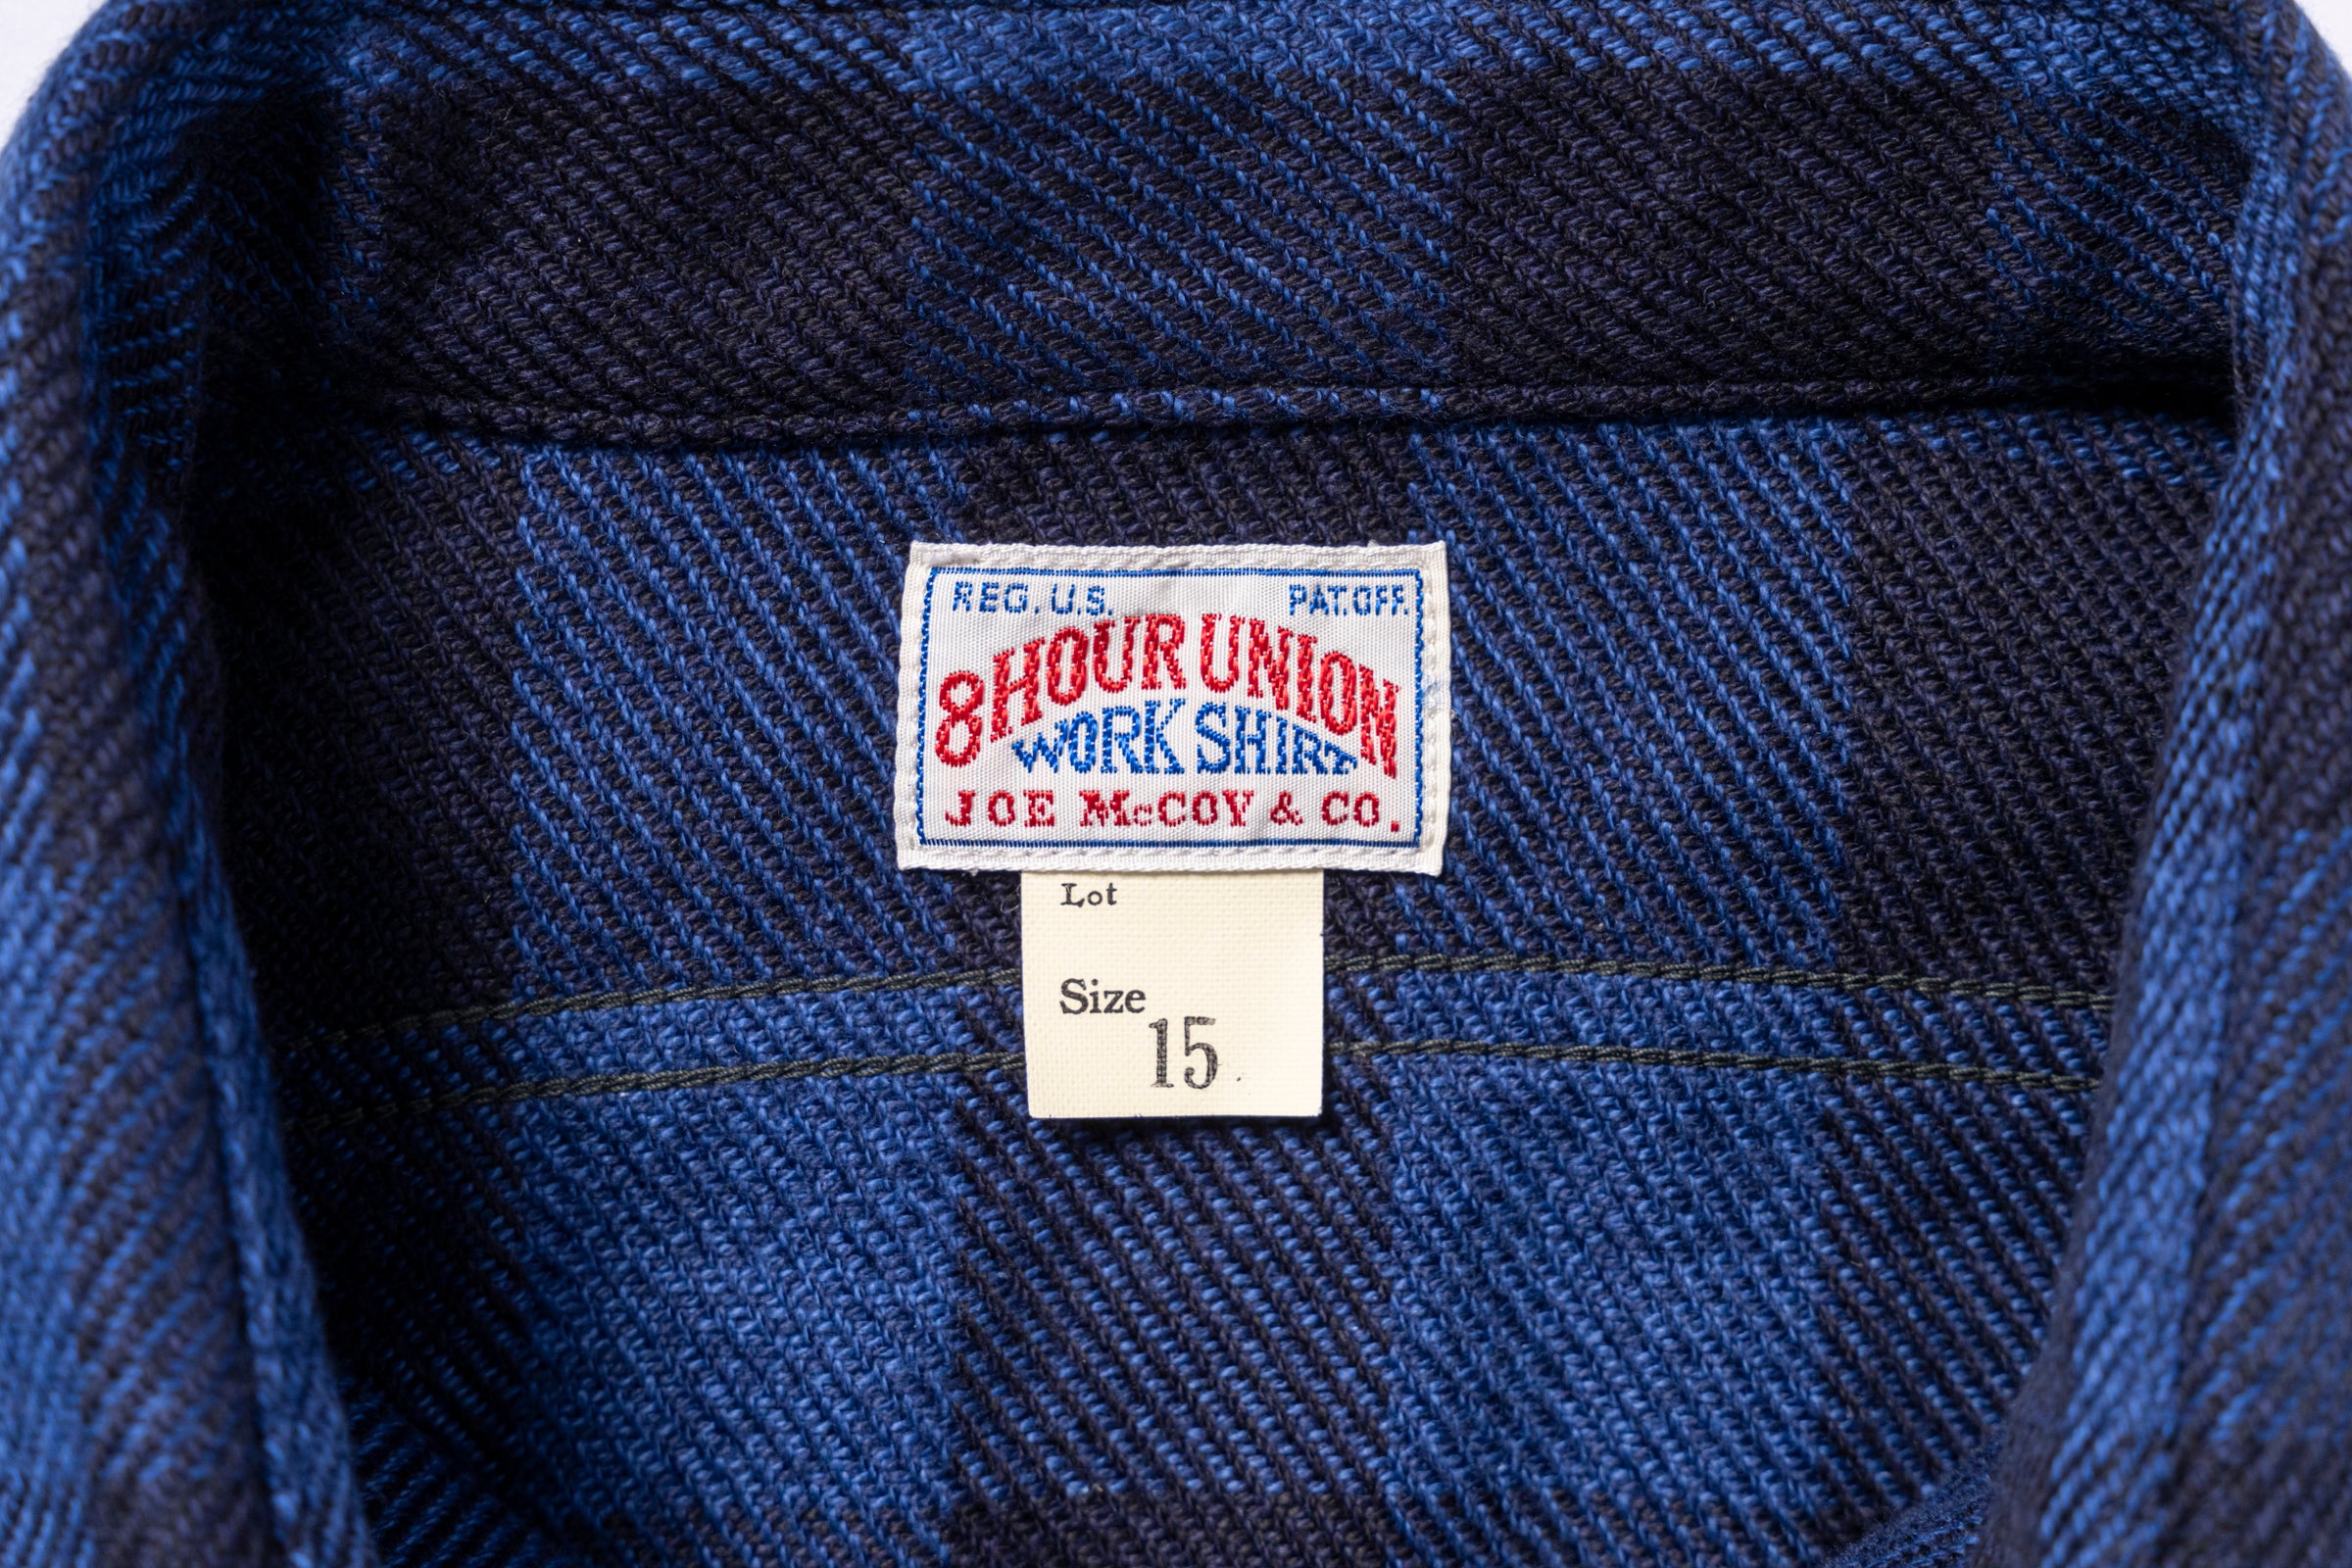 REG. U.S. PAT. OFF.
8 HOUR UNION
WORK SHIRT
JOE McCOY & CO.
Lot
Size
15